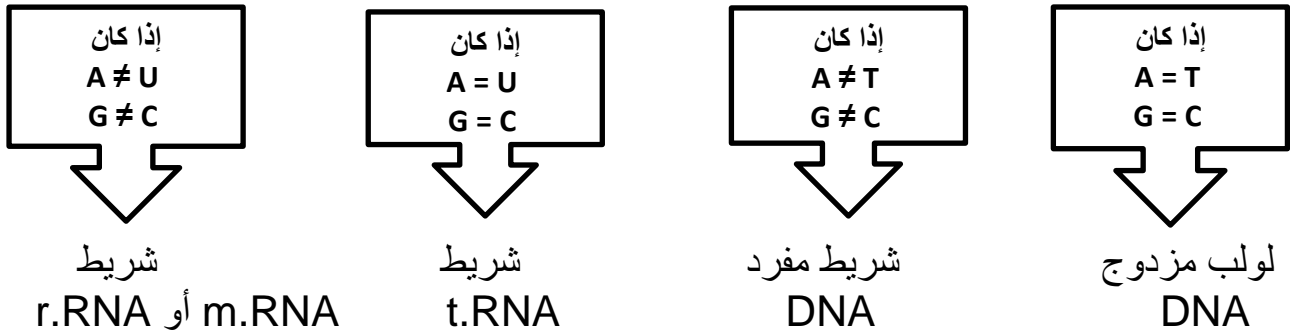 إذا كان
A = T
G = C
لولب مزدوج
DNA
إذا كان
A ≠ T
G ≠ C
شريط مفرد
DNA
إذا كان
A = U
G = C
شريط
t.RNA
إذا كان
A ≠ U
G ≠ C
شريط
m.RNA أو r.RNA